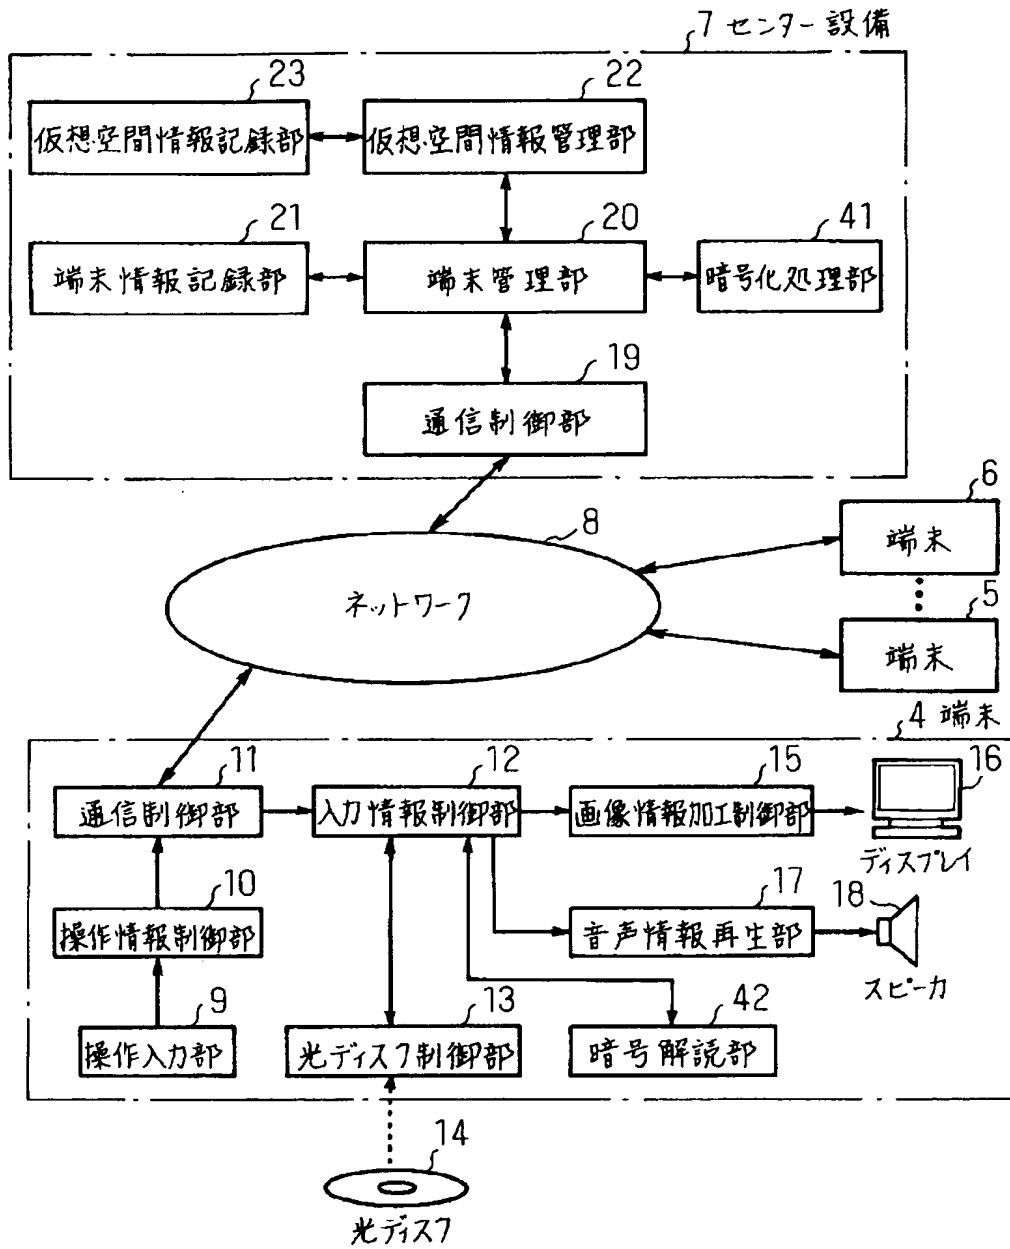 7 センター設備
23
22
仮想空間情報記録部
仮想空間情報管理部
21
20
41
端末情報記録部
端末管理部
暗号化処理部
19
通信制御部
6
端末
8
ネットワーク
5
端末
4 端末
11
12
15
16
通信制御部
入力情報制御部
画像情報加工制御部
ディスプレイ
10
17
18
操作情報制御部
音声情報再生部
スピーカ
9
13
42
操作入力部
光ディスク制御部
暗号解読部
14
光ディスク